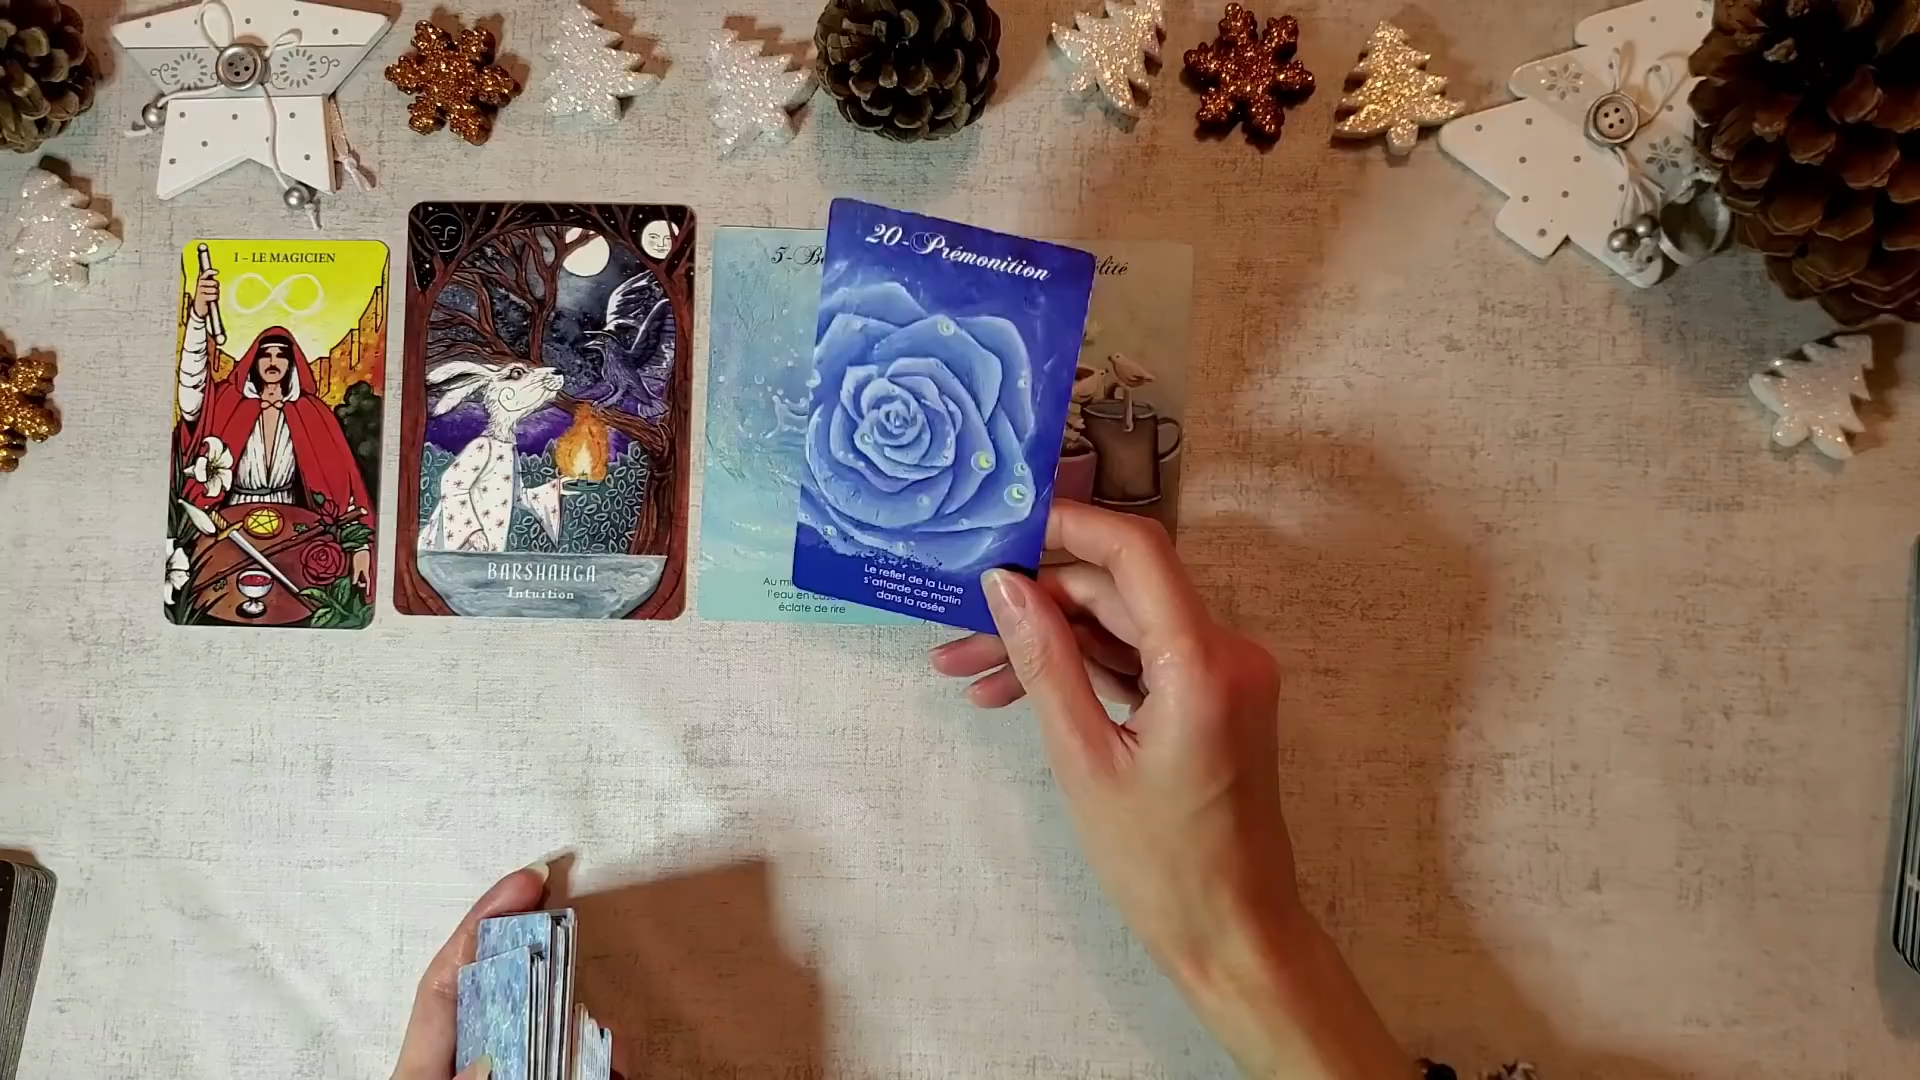 I - LE MAGICIEN
BARSHAHGA
Intuition
Au
l'eau en
éclate de rire
20-Prémonition
Le reflet de la Lune
s'attarde ce matin
dans la rosée